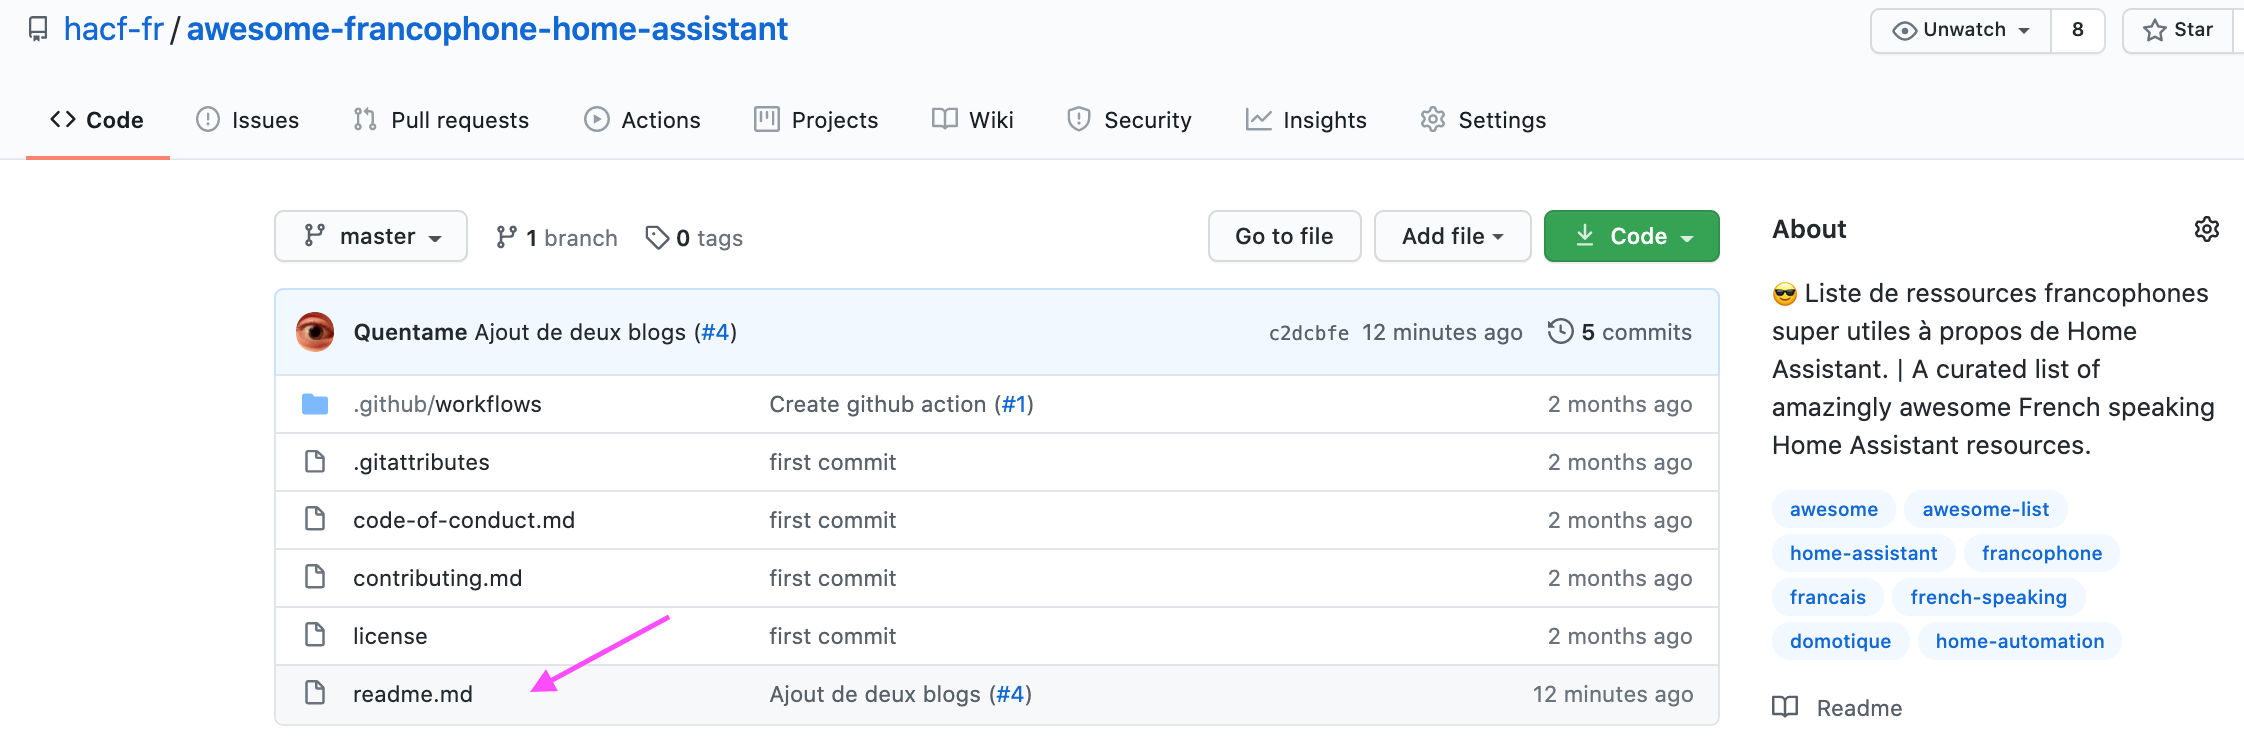 hacf-fr / awesome-francophone-home-assistant
Unwatch 8 Star
Code Issues Pull requests Actions Projects Wiki Security Insights Settings
master 1 branch 0 tags Go to file Add file Code
Quentame Ajout de deux blogs (#4) c2dcbfe 12 minutes ago 5 commits
.github/workflows Create github action (#1) 2 months ago
.gitattributes first commit 2 months ago
code-of-conduct.md first commit 2 months ago
contributing.md first commit 2 months ago
license first commit 2 months ago
readme.md Ajout de deux blogs (#4) 12 minutes ago
About
😎 Liste de ressources francophones
super utiles à propos de Home
Assistant. | A curated list of
amazingly awesome French speaking
Home Assistant resources.
awesome awesome-list
home-assistant francophone
francais french-speaking
domotique home-automation
Readme